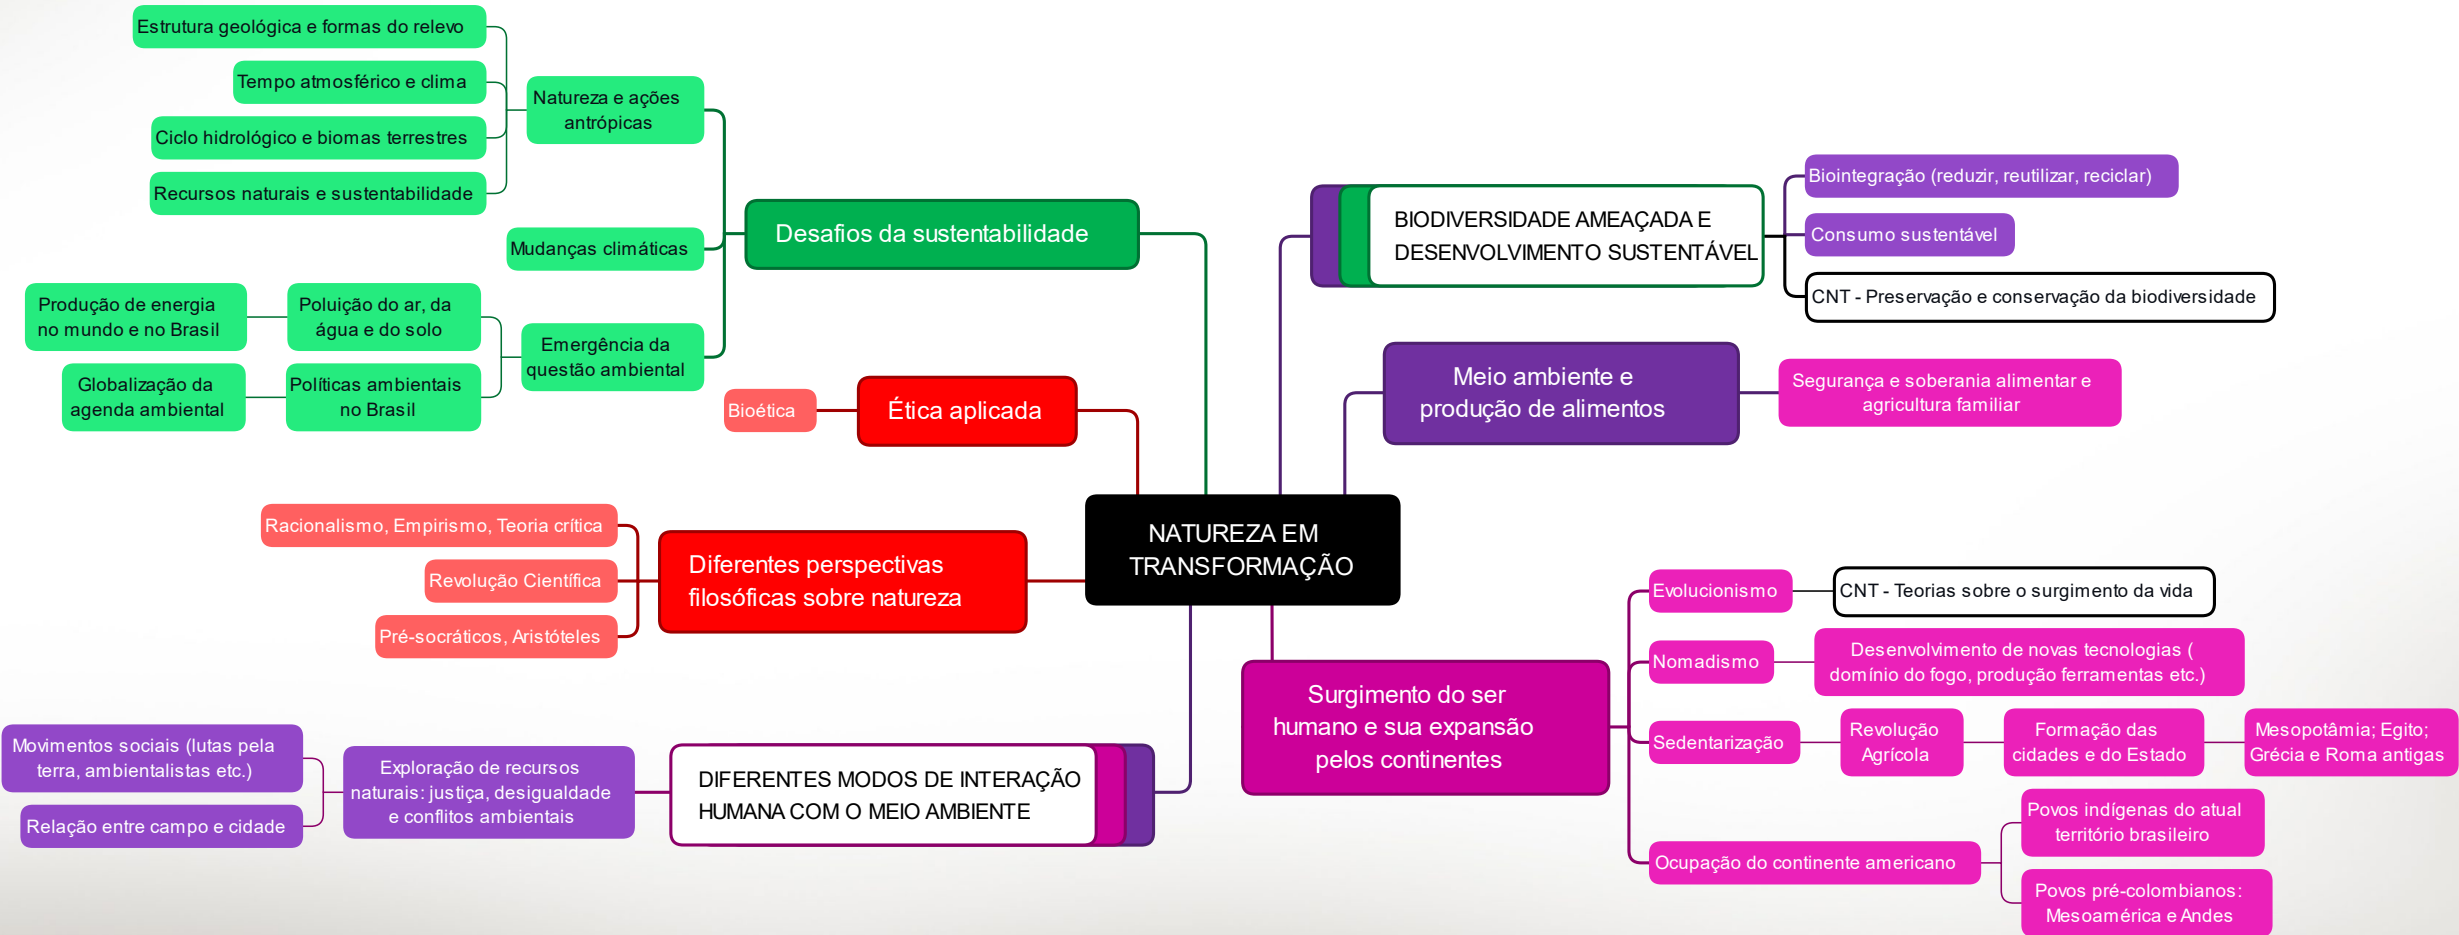 Estrutura geológica e formas do relevo
Tempo atmosférico e clima
Ciclo hidrológico e biomas terrestres
Recursos naturais e sustentabilidade
Natureza e ações
antrópicas
Mudanças climáticas
Produção de energia
no mundo e no Brasil
Poluição do ar, da
água e do solo
Globalização da
agenda ambiental
Políticas ambientais
no Brasil
Emergência da
questão ambiental
Desafios da sustentabilidade
Bioética
Ética aplicada
Racionalismo, Empirismo, Teoria crítica
Revolução Científica
Pré-socráticos, Aristóteles
Diferentes perspectivas
filosóficas sobre natureza
Movimentos sociais (lutas pela
terra, ambientalistas etc.)
Relação entre campo e cidade
Exploração de recursos
naturais: justiça, desigualdade
e conflitos ambientais
DIFERENTES MODOS DE INTERAÇÃO
HUMANA COM O MEIO AMBIENTE
NATUREZA EM
TRANSFORMAÇÃO
BIODIVERSIDADE AMEAÇADA E
DESENVOLVIMENTO SUSTENTÁVEL
Biointegração (reduzir, reutilizar, reciclar)
Consumo sustentável
CNT - Preservação e conservação da biodiversidade
Meio ambiente e
produção de alimentos
Segurança e soberania alimentar e
agricultura familiar
Surgimento do ser
humano e sua expansão
pelos continentes
Evolucionismo
CNT - Teorias sobre o surgimento da vida
Nomadismo
Desenvolvimento de novas tecnologias (
domínio do fogo, produção ferramentas etc.)
Sedentarização
Revolução
Agrícola
Formação das
cidades e do Estado
Mesopotâmia; Egito;
Grécia e Roma antigas
Ocupação do continente americano
Povos indígenas do atual
território brasileiro
Povos pré-colombianos:
Mesoamérica e Andes